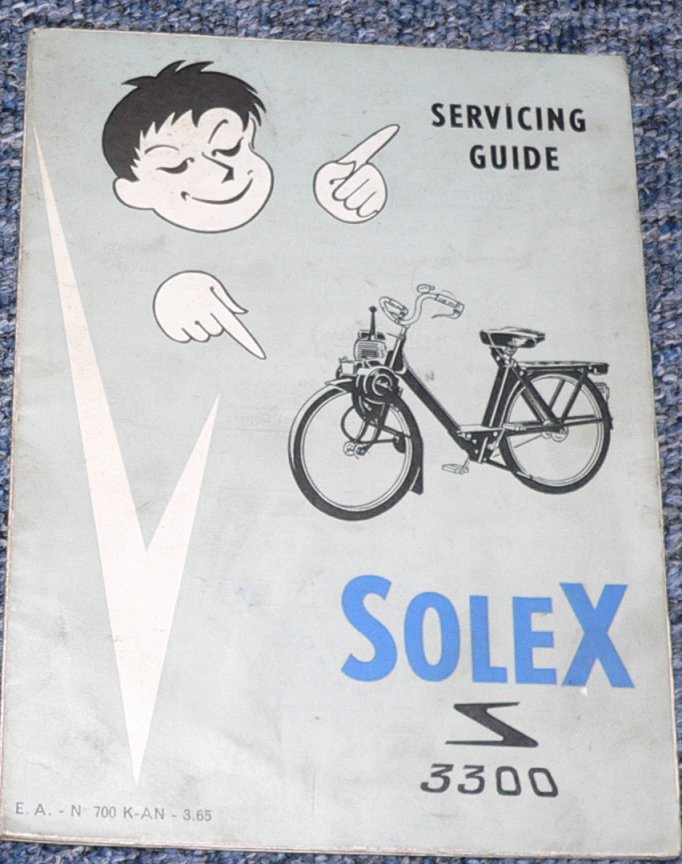 SERVICING
GUIDE
SOLEX
S
3300
E. A. - N 700 K-AN - 3.65